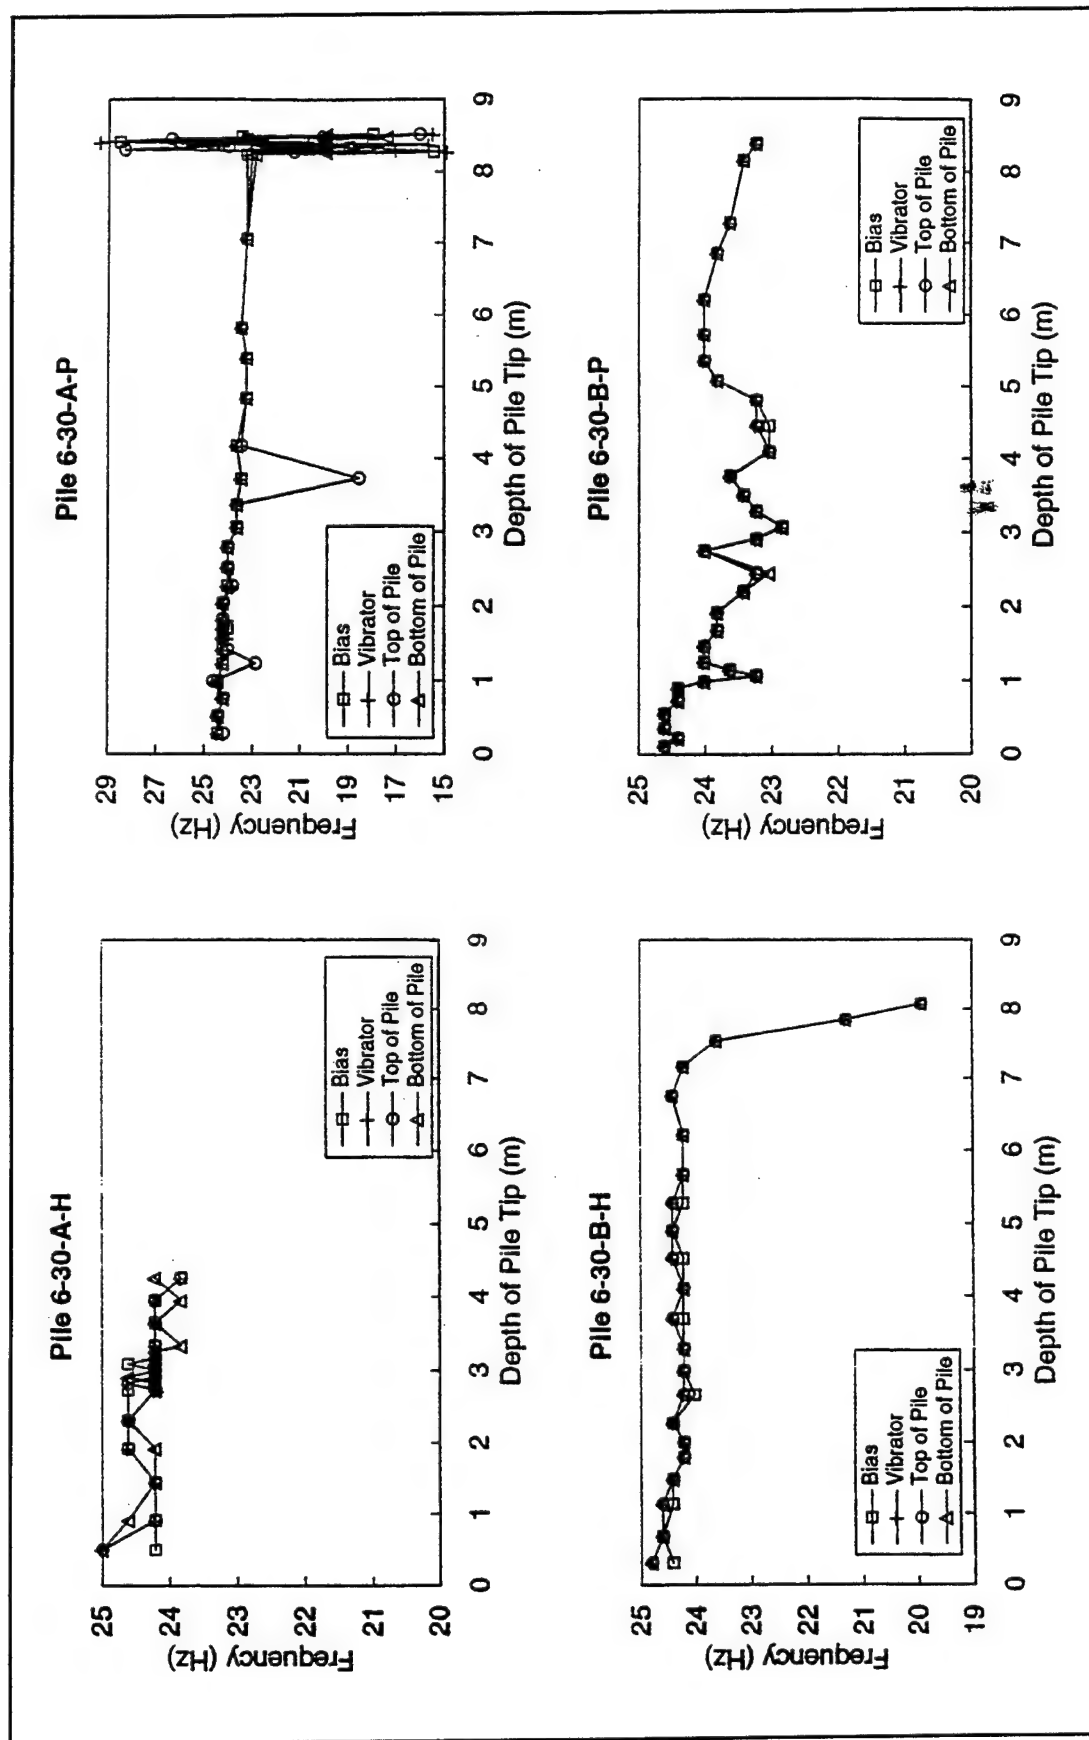 Pile 6-30-A-H
Frequency (Hz)
25
24
23
22
21
20
Bias
Vibrator
Top of Pile
Bottom of Pile
0 1 2 3 4 5 6 7 8 9
Depth of Pile Tip (m)
Pile 6-30-A-P
Frequency (Hz)
29
27
25
23
21
19
17
15
Bias
Vibrator
Top of Pile
Bottom of Pile
0 1 2 3 4 5 6 7 8 9
Depth of Pile Tip (m)
Pile 6-30-B-H
Frequency (Hz)
25
24
23
22
21
20
19
Bias
Vibrator
Top of Pile
Bottom of Pile
0 1 2 3 4 5 6 7 8 9
Depth of Pile Tip (m)
Pile 6-30-B-P
Frequency (Hz)
25
24
23
22
21
20
Bias
Vibrator
Top of Pile
Bottom of Pile
0 1 2 3 4 5 6 7 8 9
Depth of Pile Tip (m)